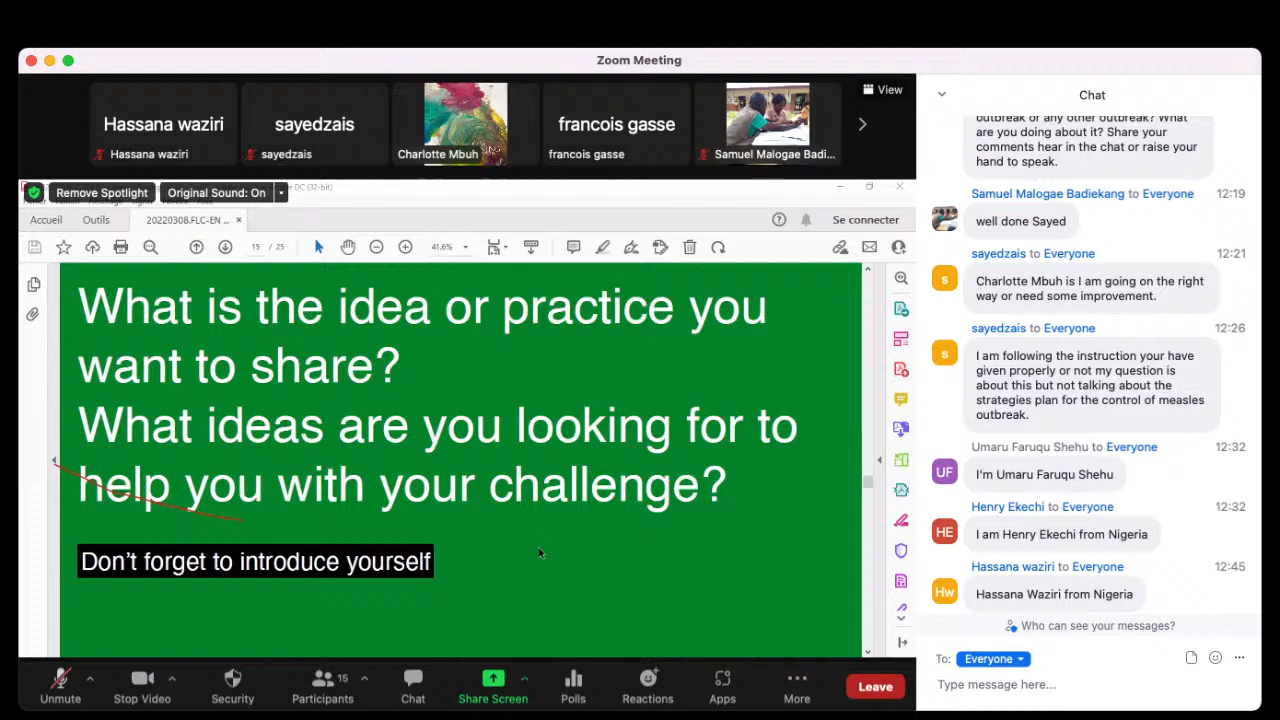 Zoom Meeting
Hassana waziri
sayedzais
francois gasse
View
Hassana waziri
sayedzais
Charlotte Mbuh
francois gasse
Samuel Malogae Badi...
Remove Spotlight
Original Sound: On
er DC (32-bit)
Accueil
Outils
20220308.FLC-EN ...
Se connecter
15 / 25
41,6%
What is the idea or practice you
want to share?
What ideas are you looking for to
help you with your challenge?
Don’t forget to introduce yourself
Unmute
Stop Video
Security
Participants
15
Chat
Share Screen
Polls
Reactions
Apps
More
Leave
Chat
outbreak or any other outbreak? What
are you doing about it? Share your
comments hear in the chat or raise your
hand to speak.
Samuel Malogae Badiekang to Everyone 12:19
well done Sayed
sayedzais to Everyone 12:21
s
Charlotte Mbuh is I am going on the right
way or need some improvement.
sayedzais to Everyone 12:26
s
I am following the instruction your have
given properly or not my question is
about this but not talking about the
strategies plan for the control of measles
outbreak.
Umaru Faruqu Shehu to Everyone 12:32
UF
I'm Umaru Faruqu Shehu
Henry Ekechi to Everyone 12:32
HE
I am Henry Ekechi from Nigeria
Hassana waziri to Everyone 12:45
Hw
Hassana Waziri from Nigeria
Who can see your messages?
To: Everyone
Type message here...